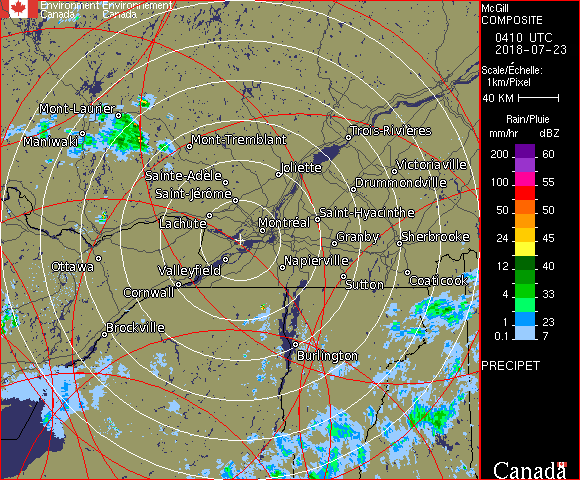 Environment Environnement
Canada Canada
McGill
COMPOSITE
0410 UTC
2018-07-23
Scale/Échelle:
1km/Pixel
40 KM
Rain/Pluie
mm/hr dBZ
200 60
100 55
50 50
24 45
12 40
4 33
1 23
0.1 7
PRECIPET
Canada
Mont-Laurier
Maniwaki
Mont-Tremblant
Trois-Rivières
Sainte-Adèle
Joliette
Victoriaville
Saint-Jérôme
Drummondville
Lachute
Saint-Hyacinthe
Montréal
Granby
Sherbrooke
Ottawa
Valleyfield
Napierville
Cornwall
Sutton
Coaticook
Brockville
Burlington